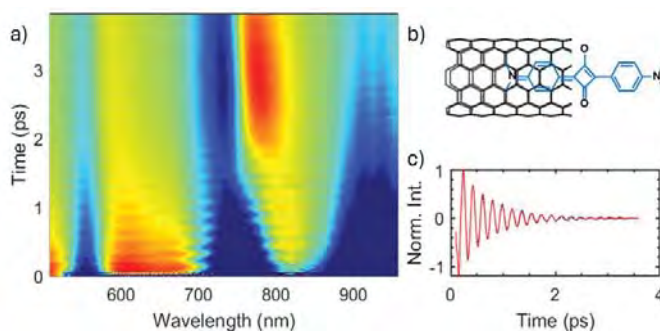 a)
Time (ps)
3
2
1
0
600
700
800
900
Wavelength (nm)
b)
N
O
O
N
c)
Norm. Int.
1
0
-1
0
2
4
Time (ps)